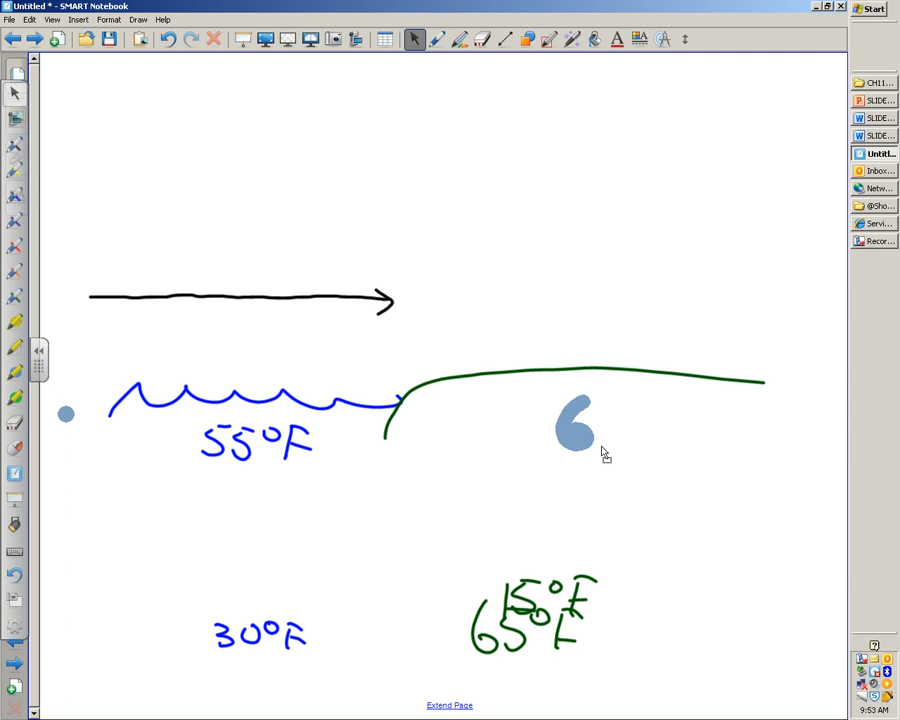 Untitled * - SMART Notebook
File Edit View Insert Format Draw Help
Start
CH11...
SLIDE...
SLIDE...
SLIDE...
Untitl...
Inbox...
Netw...
@Sho...
Servi...
Recor...
55°F
6
15°F
65°F
30°F
Extend Page
9:53 AM